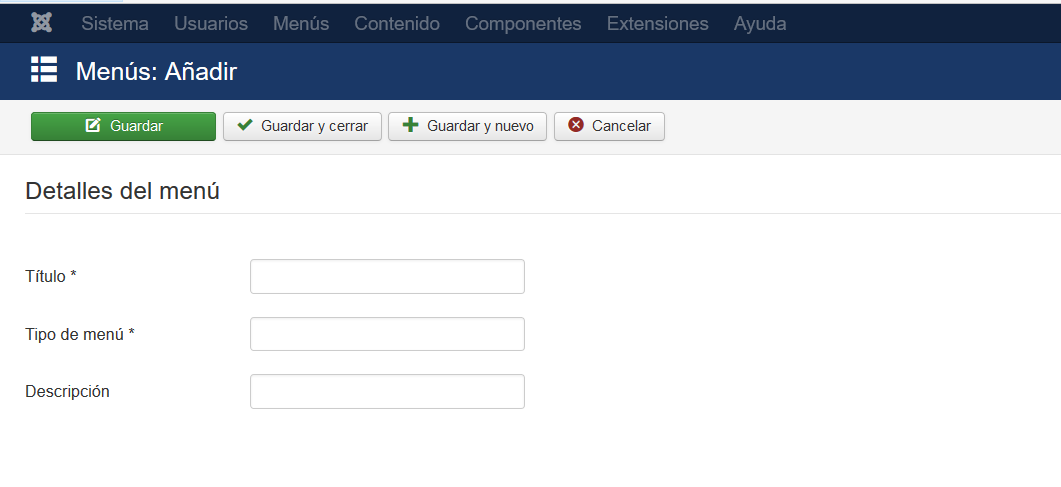 Sistema Usuarios Menús Contenido Componentes Extensiones Ayuda
Menús: Añadir
Guardar Guardar y cerrar Guardar y nuevo Cancelar
Detalles del menú
Título *
Tipo de menú *
Descripción